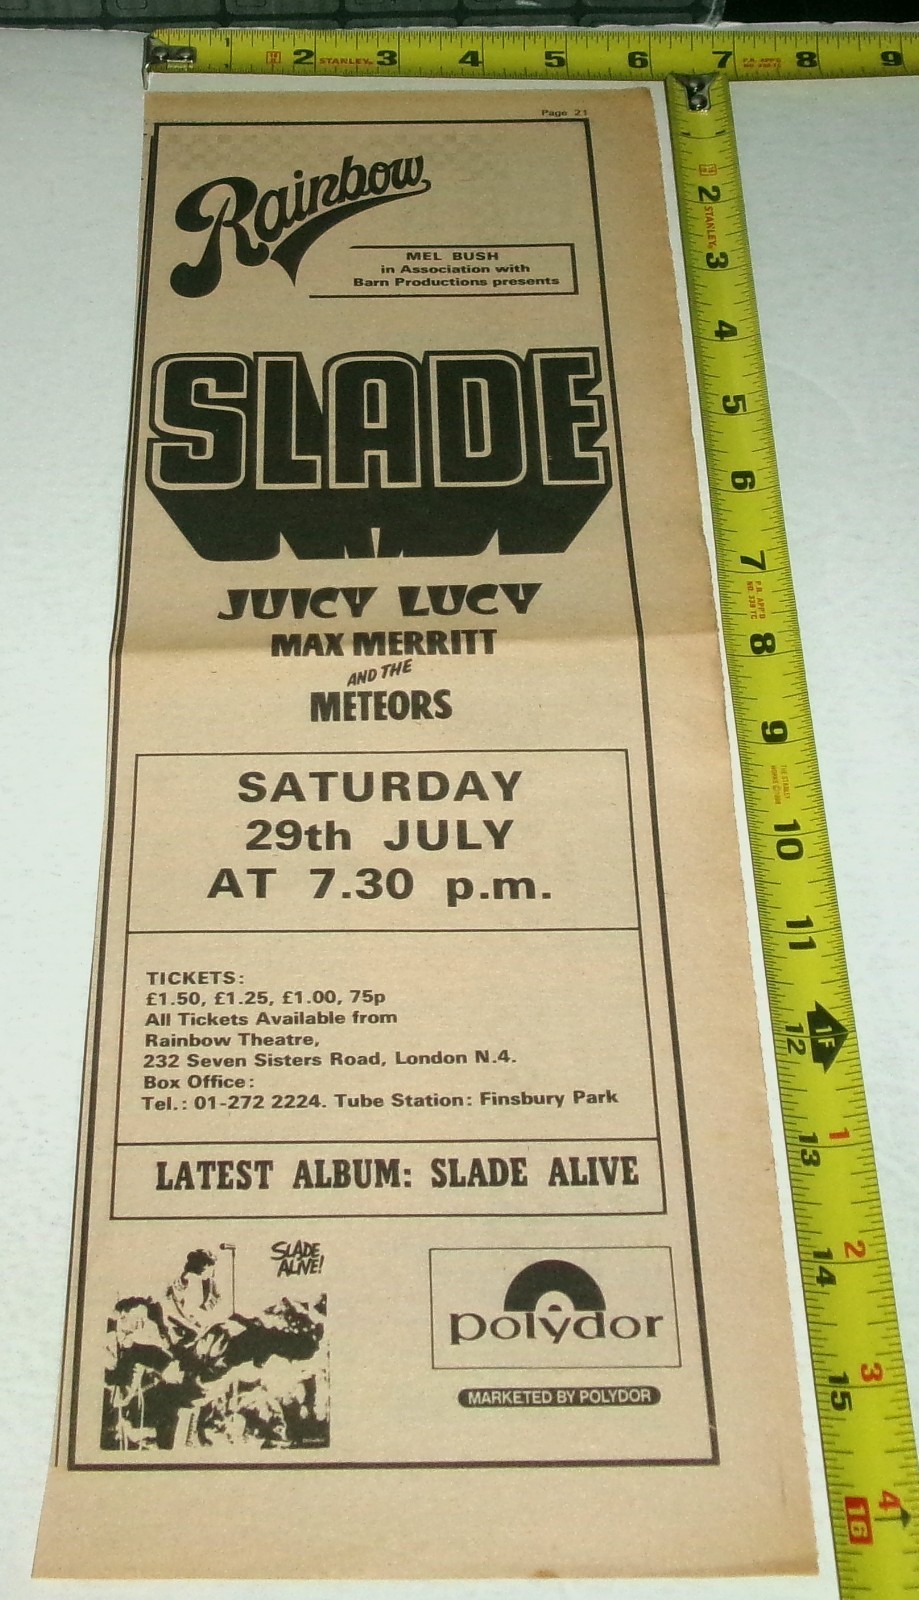 1 2 STANLEY 3 4 5 6 7 8 9
Page 21
Rainbow
MEL BUSH
in Association with
Barn Productions presents
SLADE
JUICY LUCY
MAX MERRITT
AND THE
METEORS
SATURDAY
29th JULY
AT 7.30 p.m.
TICKETS:
£1.50, £1.25, £1.00, 75p
All Tickets Available from
Rainbow Theatre,
232 Seven Sisters Road, London N.4.
Box Office:
Tel.: 01-272 2224. Tube Station: Finsbury Park
LATEST ALBUM: SLADE ALIVE
SLADE
ALIVE!
polydor
MARKETED BY POLYDOR
1
2
STANLEY
3
4
5
6
7
8
9
10
11
1F
12
13 1
14 2
15 3
16 4